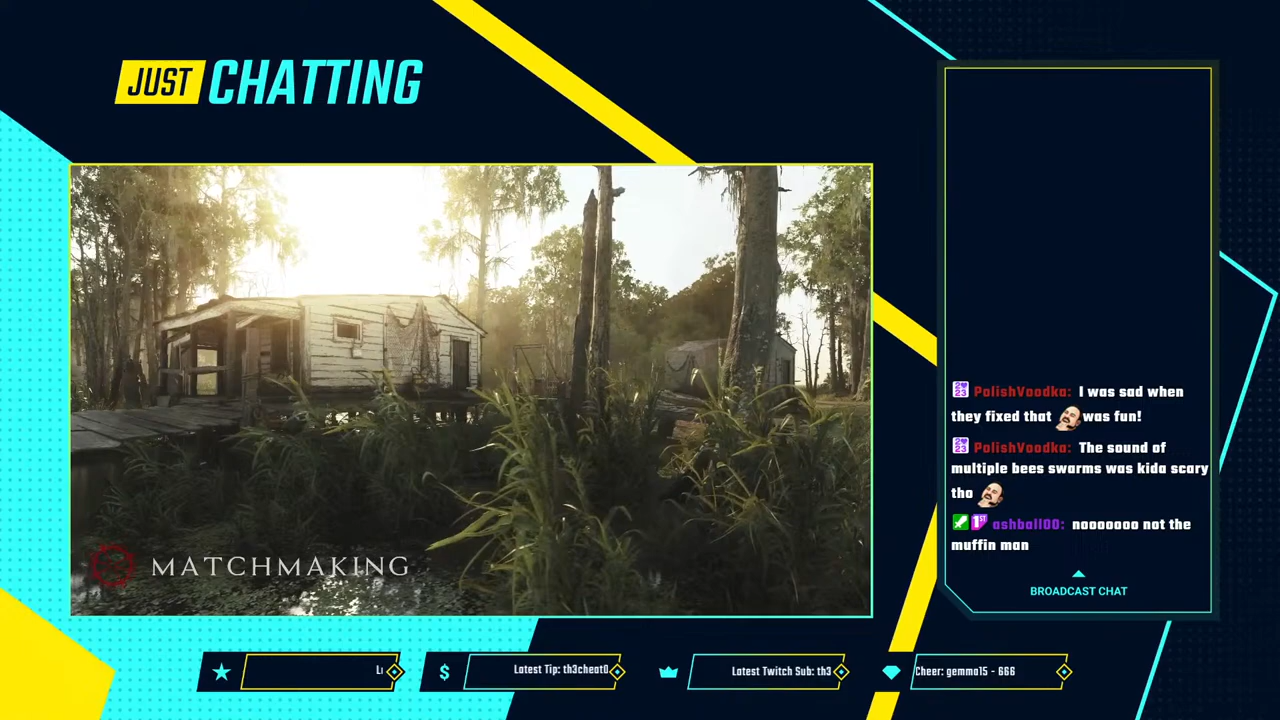 JUST CHATTING
PolishVoodka: I was sad when
they fixed that was fun!
PolishVoodka: The sound of
multiple bees swarms was kida scary
tho
ashball00: nooooooo not the
muffin man
BROADCAST CHAT
MATCHMAKING
Latest Tip: th3cheat0
Latest Twitch Sub: th3
Cheer: gemma15 - 666